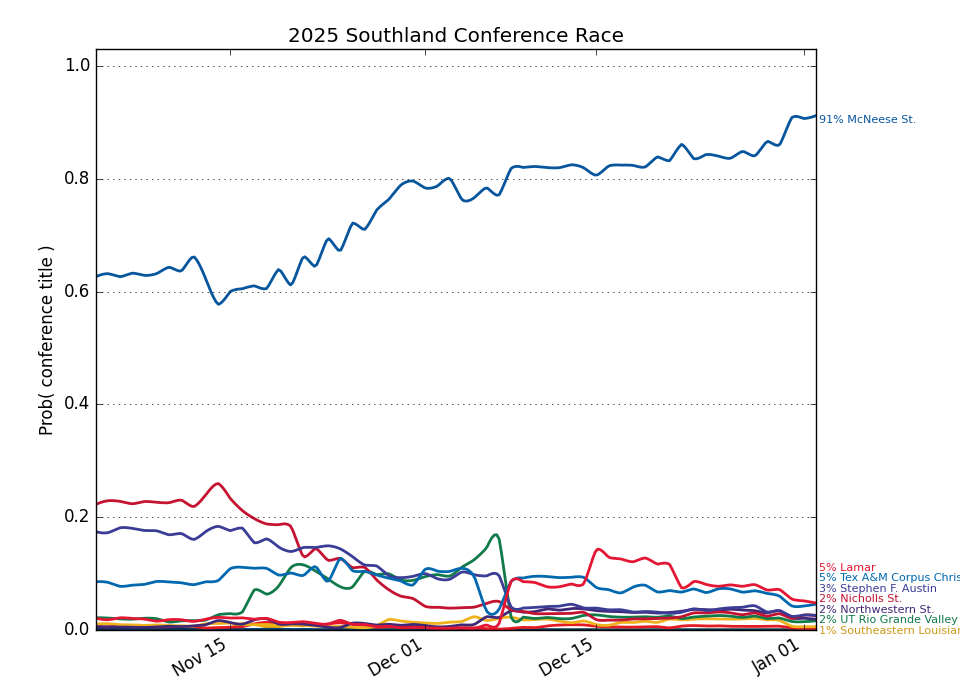 2025 Southland Conference Race
Prob( conference title )
1.0
0.8
0.6
0.4
0.2
0.0
Nov 15
Dec 01
Dec 15
Jan 01
91% McNeese St.
5% Lamar
5% Tex A&M Corpus Chris
3% Stephen F. Austin
2% Nicholls St.
2% Northwestern St.
2% UT Rio Grande Valley
1% Southeastern Louisian